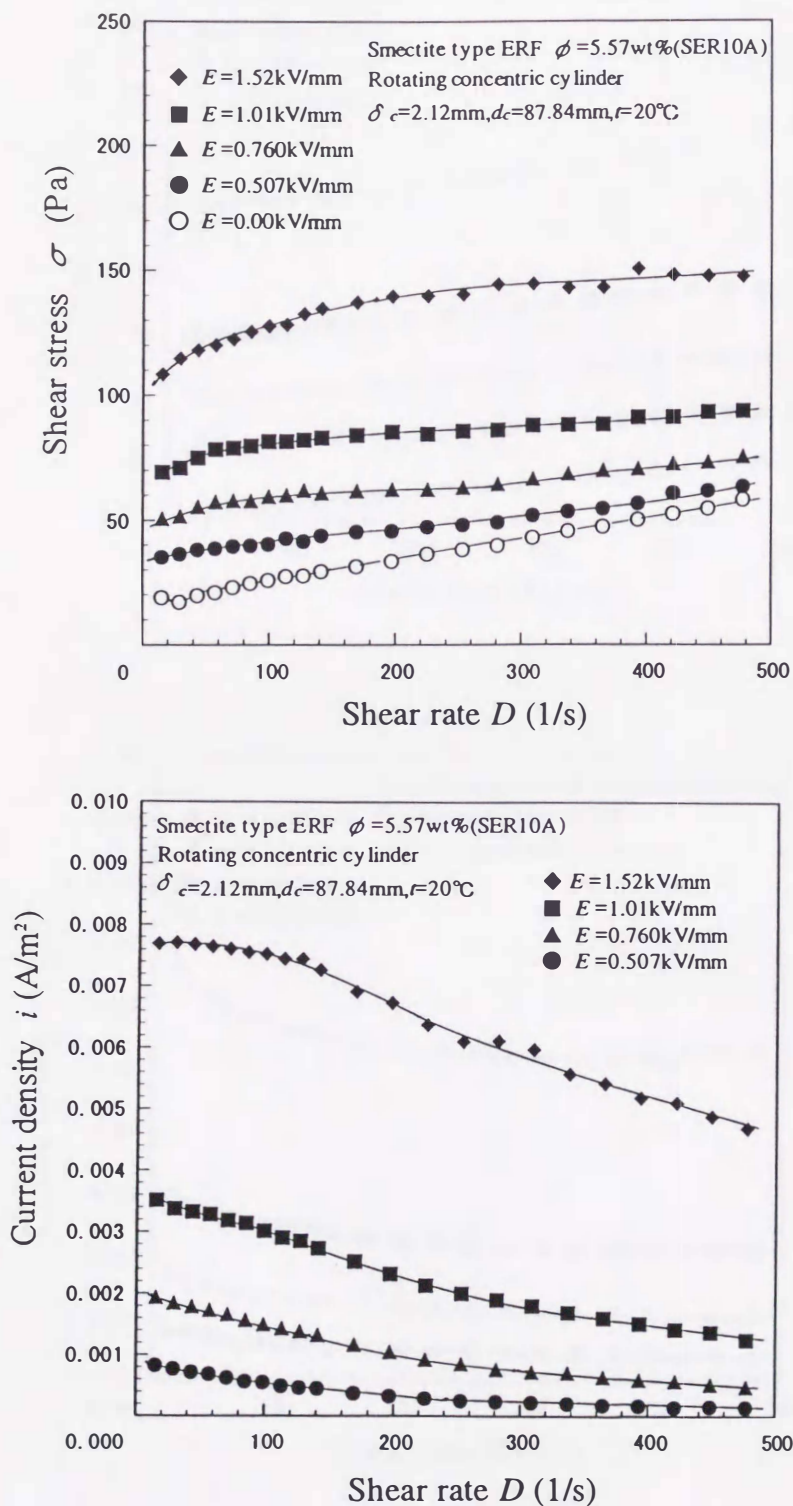 250
200
150
100
50
0
100
200
300
400
500
Shear stress σ (Pa)
Shear rate D (1/s)
E=1.52kV/mm
E=1.01kV/mm
E=0.760kV/mm
E=0.507kV/mm
E=0.00kV/mm
Smectite type ERF ϕ=5.57wt%(SER10A)
Rotating concentric cylinder
δc=2.12mm,dc=87.84mm,t=20℃
0.010
0.009
0.008
0.007
0.006
0.005
0.004
0.003
0.002
0.001
0.000
100
200
300
400
500
Current density i (A/m²)
Shear rate D (1/s)
Smectite type ERF ϕ=5.57wt%(SER10A)
Rotating concentric cylinder
δc=2.12mm,dc=87.84mm,t=20℃
E=1.52kV/mm
E=1.01kV/mm
E=0.760kV/mm
E=0.507kV/mm